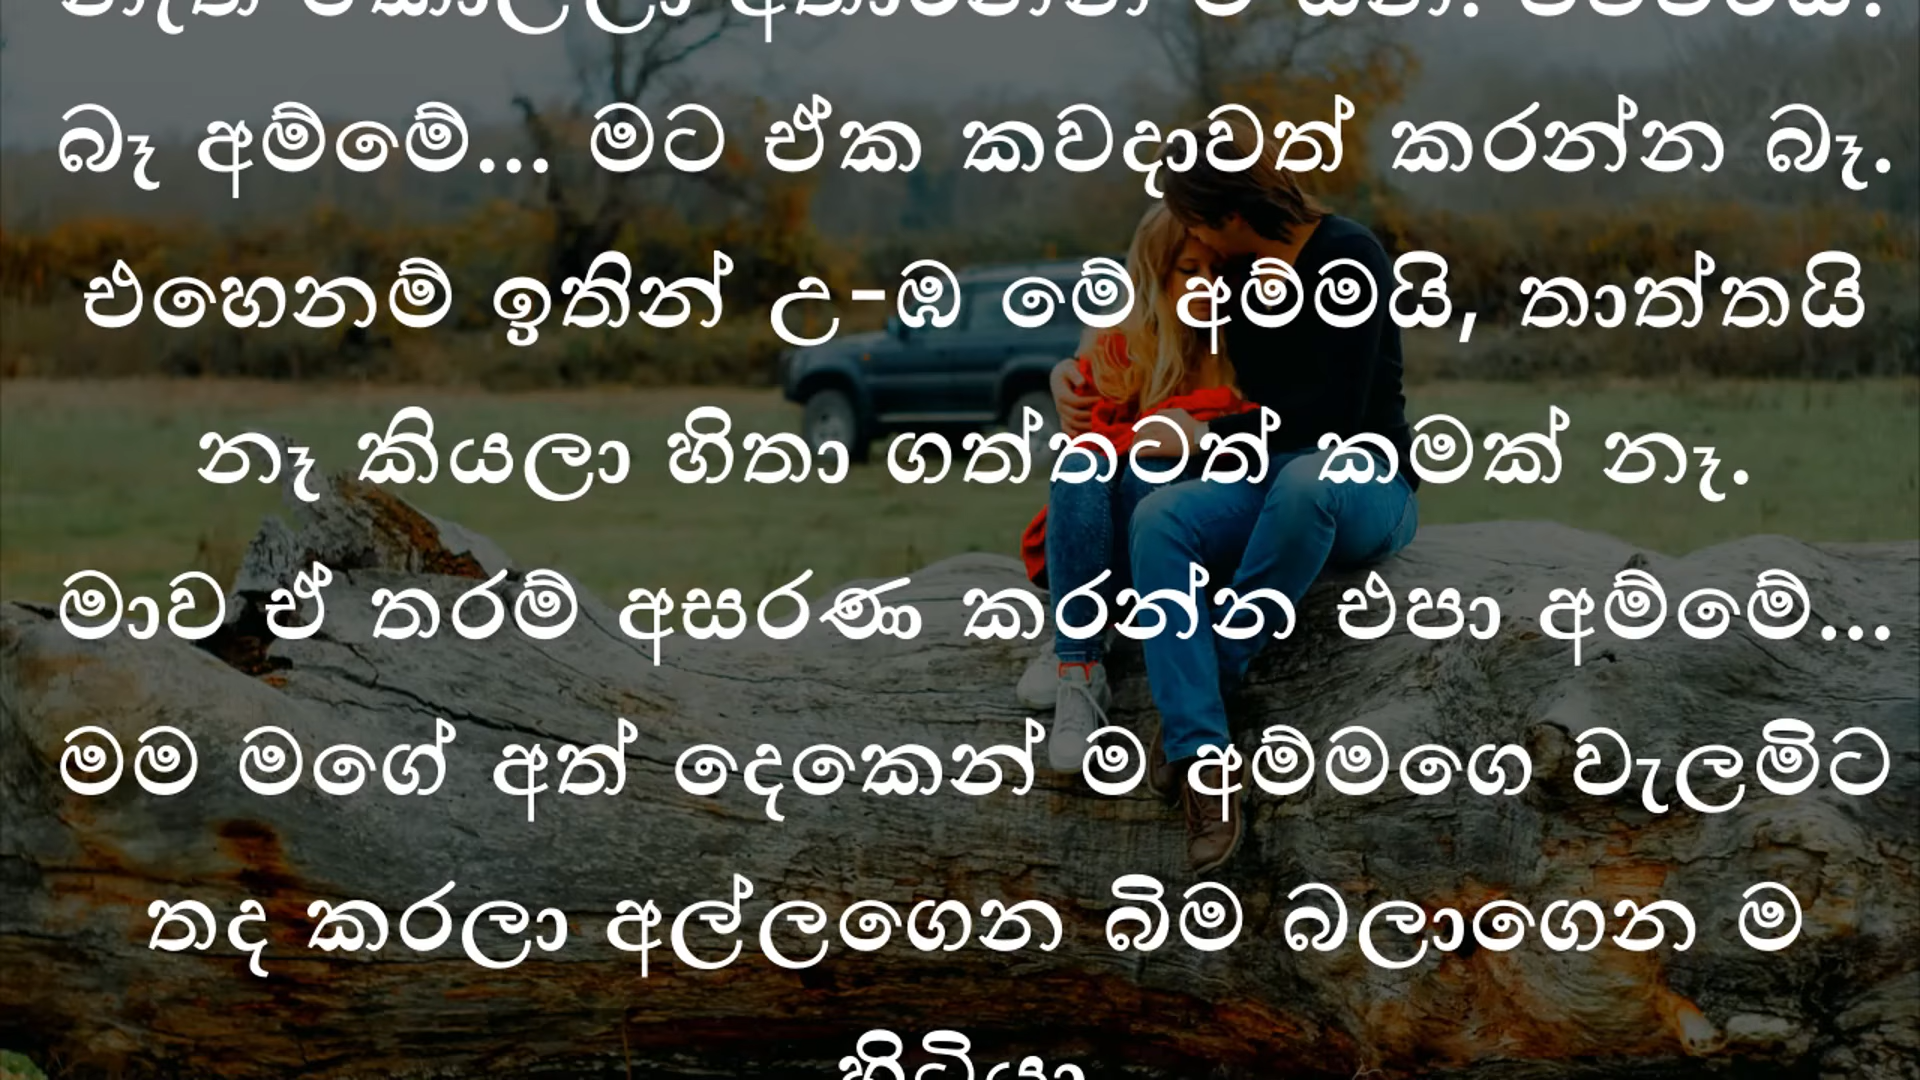 බෑ අම්මේ... මට ඒක කවදාවත් කරන්න බෑ.
එහෙනම් ඉතින් උ-ඹ මේ අම්මයි, තාත්තයි
නෑ කියලා හිතා ගත්තටත් කමක් නෑ.
මාව ඒ තරම් අසරණ කරන්න එපා අම්මේ...
මම මගේ අත් දෙකෙන් ම අම්මගෙ වැලමිට
තද කරලා අල්ලගෙන බිම බලාගෙන ම
හිටියා